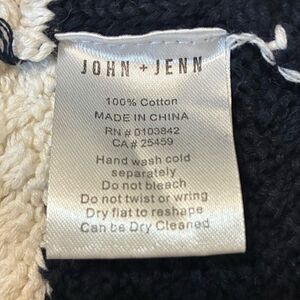 JOHN + JENN
100% Cotton
MADE IN CHINA
RN # 0103842
CA # 25459
Hand wash cold
separately
Do not bleach
Do not twist or wring
Dry flat to reshape
Can be Dry Cleaned